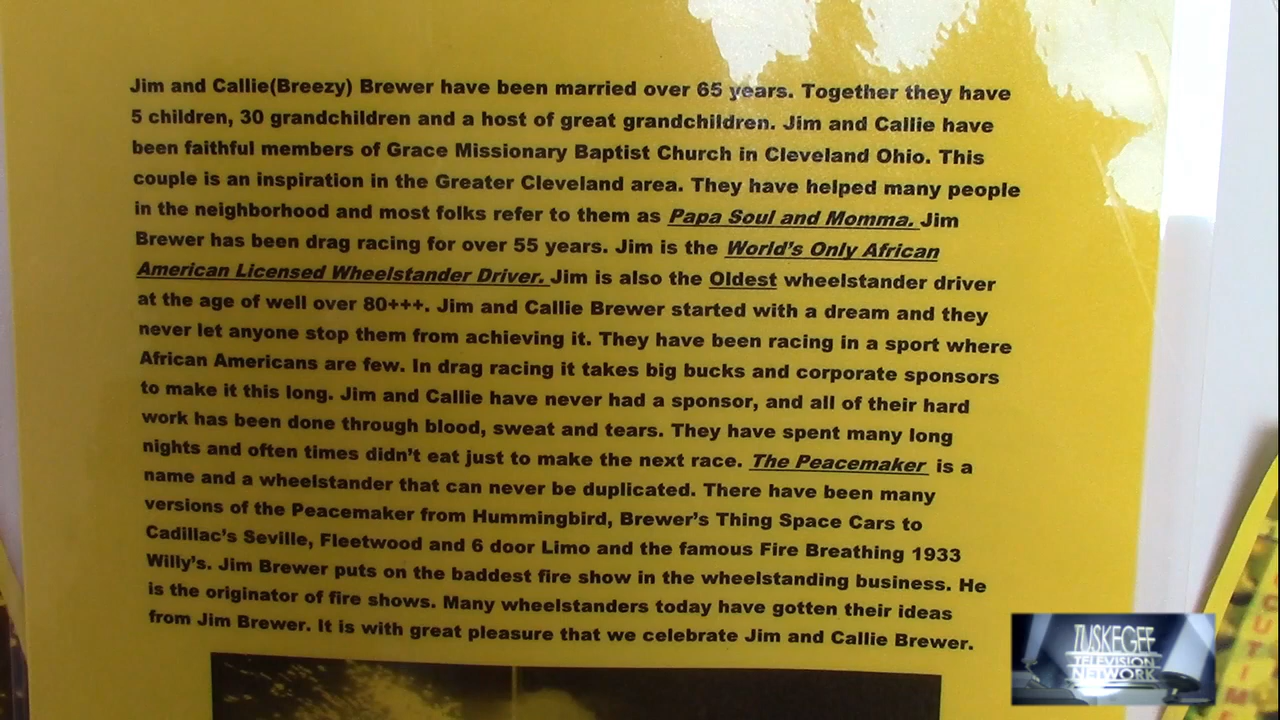 Jim and Callie(Breezy) Brewer have been married over 65 years. Together they have
5 children, 30 grandchildren and a host of great grandchildren. Jim and Callie have
been faithful members of Grace Missionary Baptist Church in Cleveland Ohio. This
couple is an inspiration in the Greater Cleveland area. They have helped many people
in the neighborhood and most folks refer to them as Papa Soul and Momma. Jim
Brewer has been drag racing for over 55 years. Jim is the World's Only African
American Licensed Wheelstander Driver. Jim is also the Oldest wheelstander driver
at the age of well over 80+++. Jim and Callie Brewer started with a dream and they
never let anyone stop them from achieving it. They have been racing in a sport where
African Americans are few. In drag racing it takes big bucks and corporate sponsors
to make it this long. Jim and Callie have never had a sponsor, and all of their hard
work has been done through blood, sweat and tears. They have spent many long
nights and often times didn't eat just to make the next race. The Peacemaker is a
name and a wheelstander that can never be duplicated. There have been many
versions of the Peacemaker from Hummingbird, Brewer's Thing Space Cars to
Cadillac's Seville, Fleetwood and 6 door Limo and the famous Fire Breathing 1933
Willy's. Jim Brewer puts on the baddest fire show in the wheelstanding business. He
is the originator of fire shows. Many wheelstanders today have gotten their ideas
from Jim Brewer. It is with great pleasure that we celebrate Jim and Callie Brewer.
TUSKEGEE
TELEVISION
NETWORK